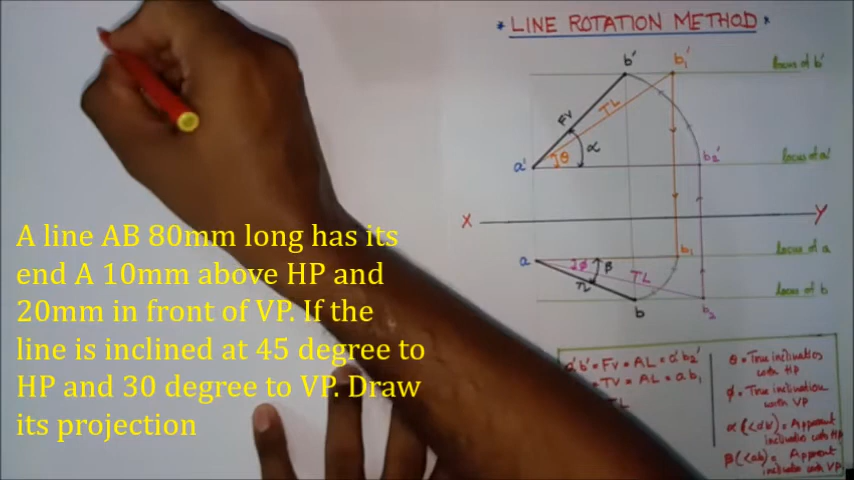 * LINE ROTATION METHOD *
b' b₁' locus of b'
FV TL
θ α
a' b₂' locus of a'
X Y
a b₁ locus of a
φ β
TL
TV
b b₂ locus of b
a'b' = FV = AL = a'b₂'
= TV = AL = ab₁
TL
θ = True inclination
with HP
φ = True inclination
with VP
α (<a'b') = Apparent
inclination with HP
β (<ab) = Apparent
inclination with VP
A line AB 80mm long has its
end A 10mm above HP and
20mm in front of VP. If the
line is inclined at 45 degree to
HP and 30 degree to VP. Draw
its projection